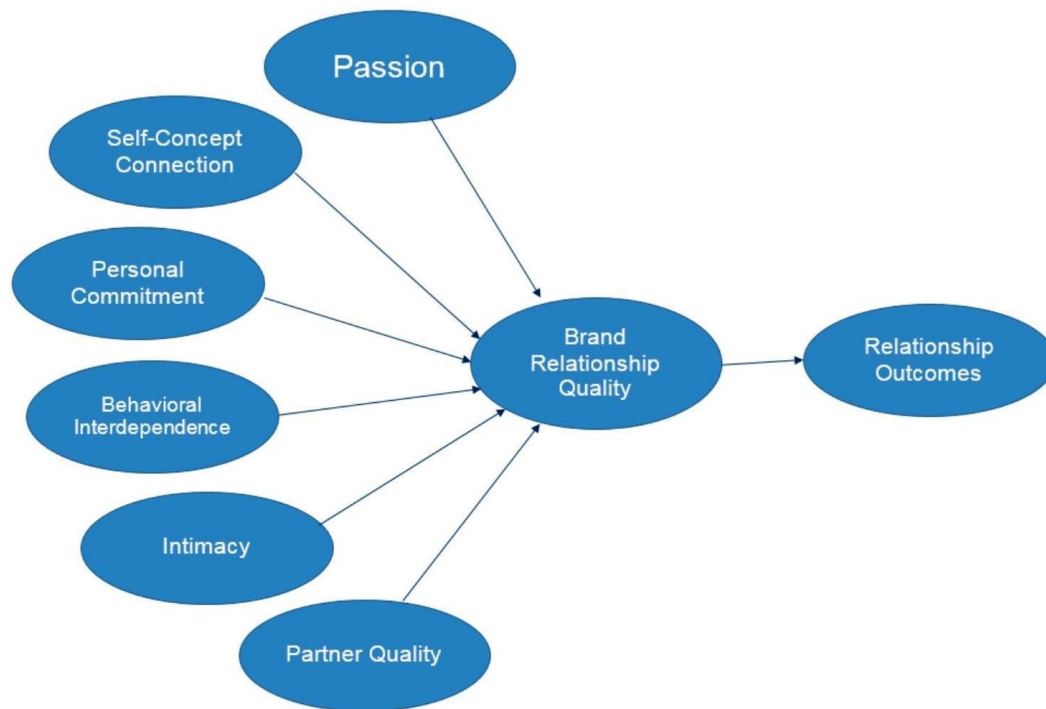 Passion
Self-Concept
Connection
Personal
Commitment
Behavioral
Interdependence
Intimacy
Partner Quality
Brand
Relationship
Quality
Relationship
Outcomes